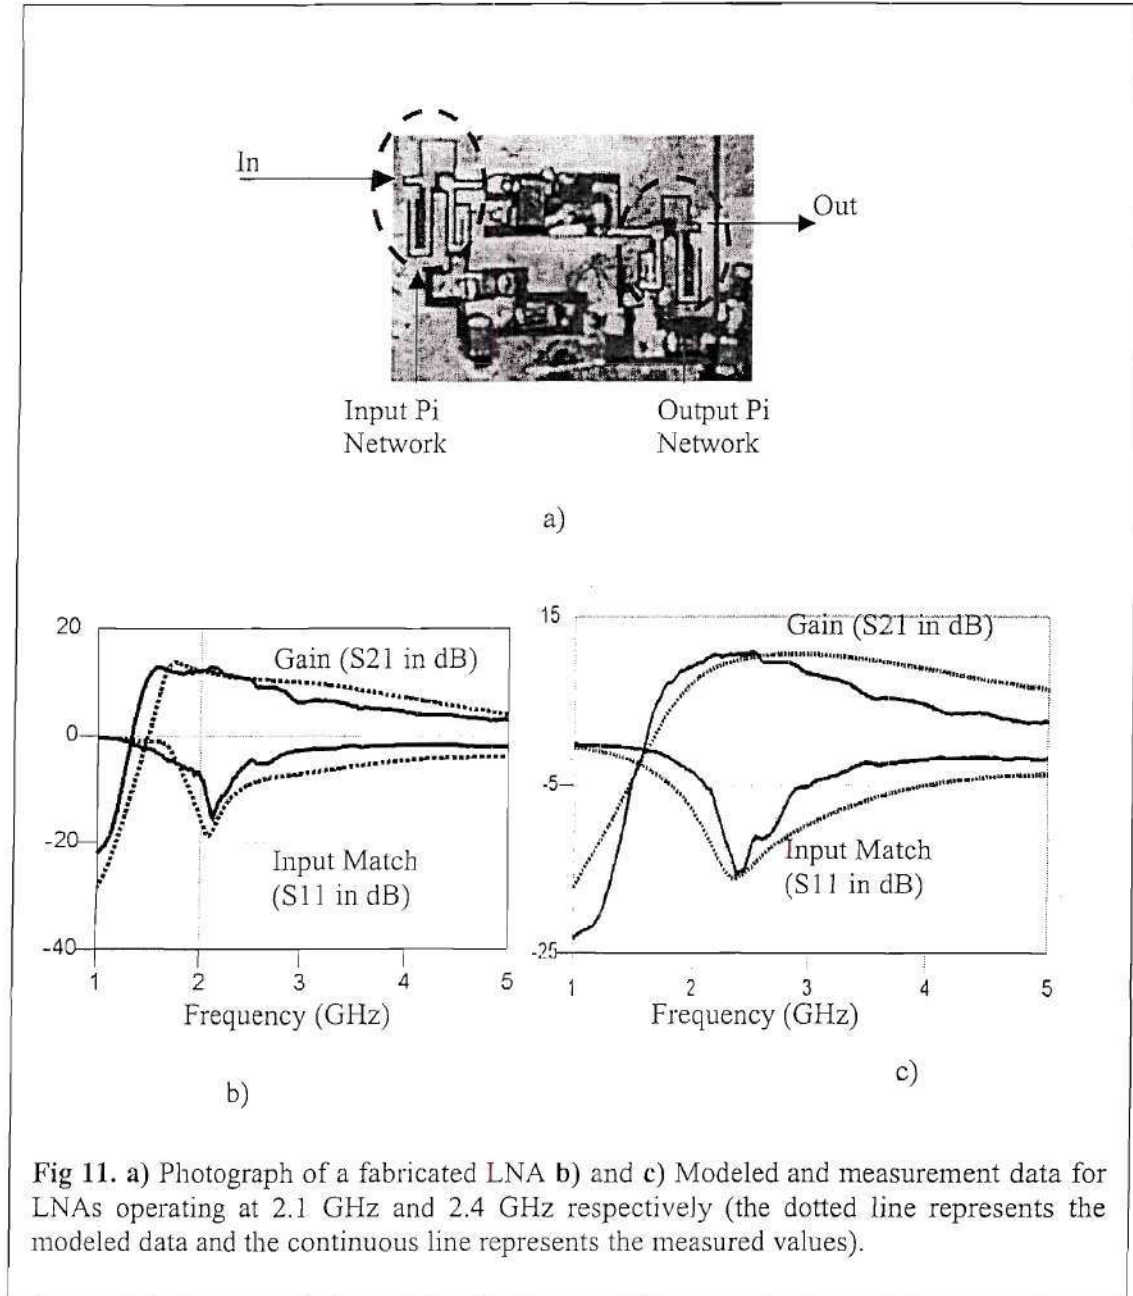 In
Out
Input Pi
Network
Output Pi
Network
a)
20
0
-20
-40
1 2 3 4 5
Gain (S21 in dB)
Input Match
(S11 in dB)
Frequency (GHz)
b)
15
-5
-25
1 2 3 4 5
Gain (S21 in dB)
Input Match
(S11 in dB)
Frequency (GHz)
c)
Fig 11. a) Photograph of a fabricated LNA b) and c) Modeled and measurement data for
LNAs operating at 2.1 GHz and 2.4 GHz respectively (the dotted line represents the
modeled data and the continuous line represents the measured values).